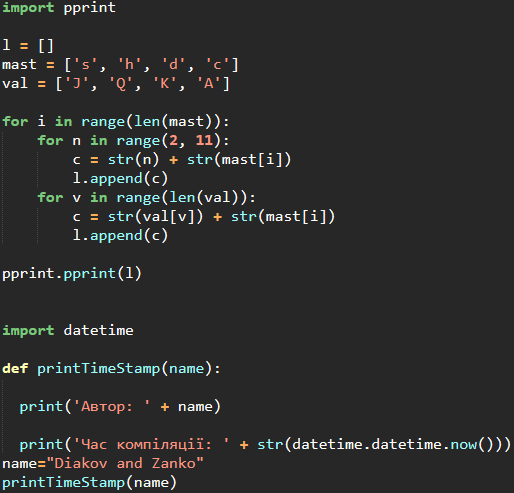 import pprint

l = []
mast = ['s', 'h', 'd', 'c']
val = ['J', 'Q', 'K', 'A']

for i in range(len(mast)):
    for n in range(2, 11):
        c = str(n) + str(mast[i])
        l.append(c)
    for v in range(len(val)):
        c = str(val[v]) + str(mast[i])
        l.append(c)

pprint.pprint(l)


import datetime

def printTimeStamp(name):

  print('Автор: ' + name)

  print('Час компіляції: ' + str(datetime.datetime.now()))
name="Diakov and Zanko"
printTimeStamp(name)